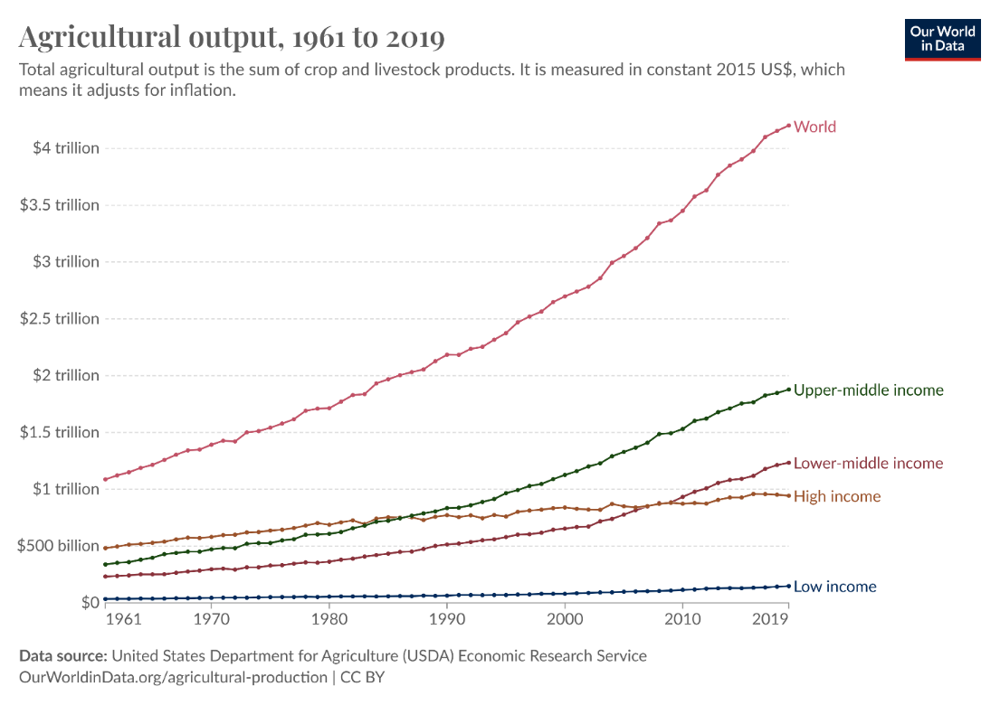 Agricultural output, 1961 to 2019
Our World
in Data
Total agricultural output is the sum of crop and livestock products. It is measured in constant 2015 US$, which
means it adjusts for inflation.
World
$4 trillion
$3.5 trillion
$3 trillion
$2.5 trillion
$2 trillion
Upper-middle income
$1.5 trillion
Lower-middle income
$1 trillion
High income
$500 billion
Low income
$0
1961 1970 1980 1990 2000 2010 2019
Data source: United States Department for Agriculture (USDA) Economic Research Service
OurWorldinData.org/agricultural-production | CC BY